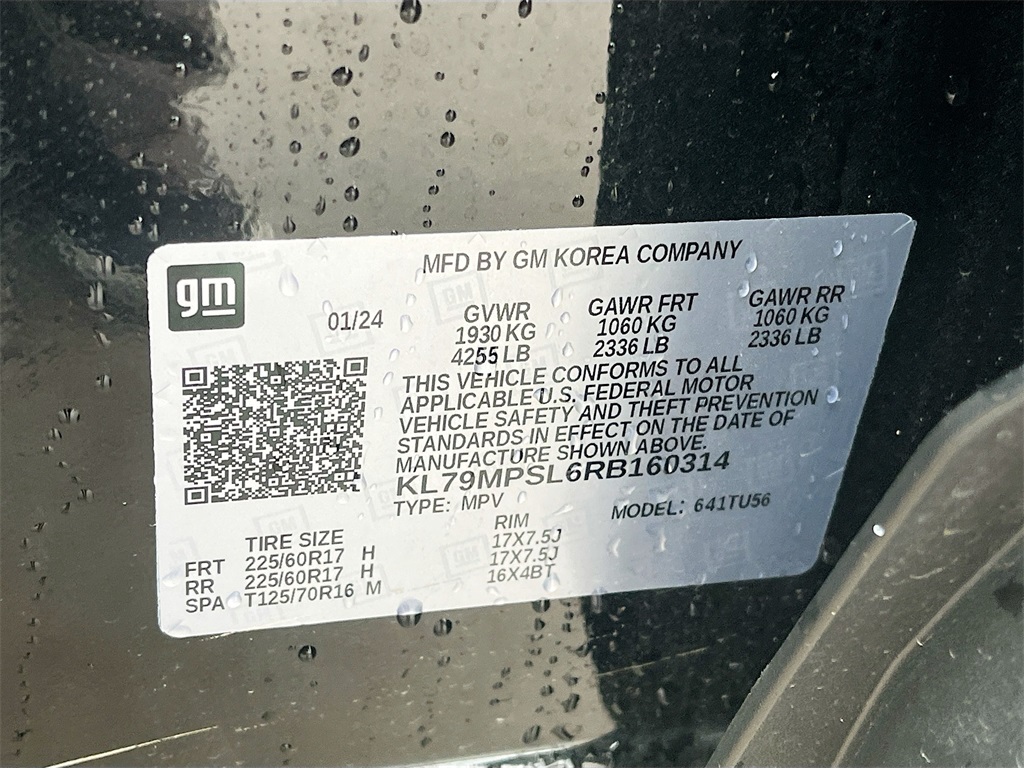 gm
MFD BY GM KOREA COMPANY
01/24
GVWR GAWR FRT GAWR RR
1930 KG 1060 KG 1060 KG
4255 LB 2336 LB 2336 LB
THIS VEHICLE CONFORMS TO ALL
APPLICABLE U.S. FEDERAL MOTOR
VEHICLE SAFETY AND THEFT PREVENTION
STANDARDS IN EFFECT ON THE DATE OF
MANUFACTURE SHOWN ABOVE.
KL79MPSL6RB160314
TYPE: MPV MODEL: 641TU56
TIRE SIZE RIM
FRT 225/60R17 H 17X7.5J
RR 225/60R17 H 17X7.5J
SPA T125/70R16 M 16X4BT